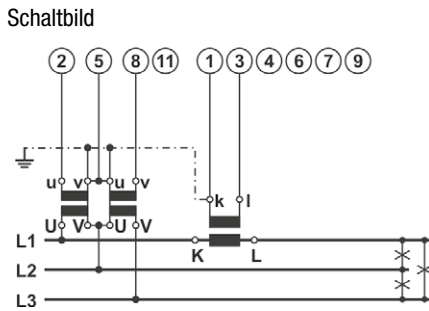 Schaltbild
2 5 8 11 1 3 4 6 7 9
u v u v k l
U V U V
L1 K L
L2
L3